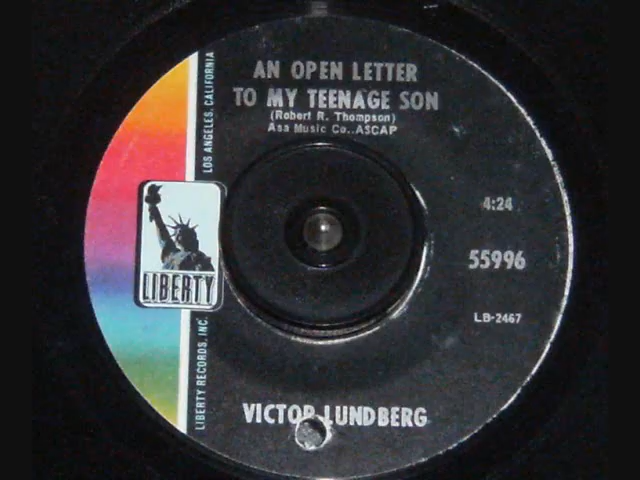 AN OPEN LETTER
TO MY TEENAGE SON
(Robert R. Thompson)
Asa Music Co..ASCAP
LOS ANGELES, CALIFORNIA
4:24
55996
LIBERTY
LB-2467
LIBERTY RECORDS, INC.
VICTOR LUNDBERG